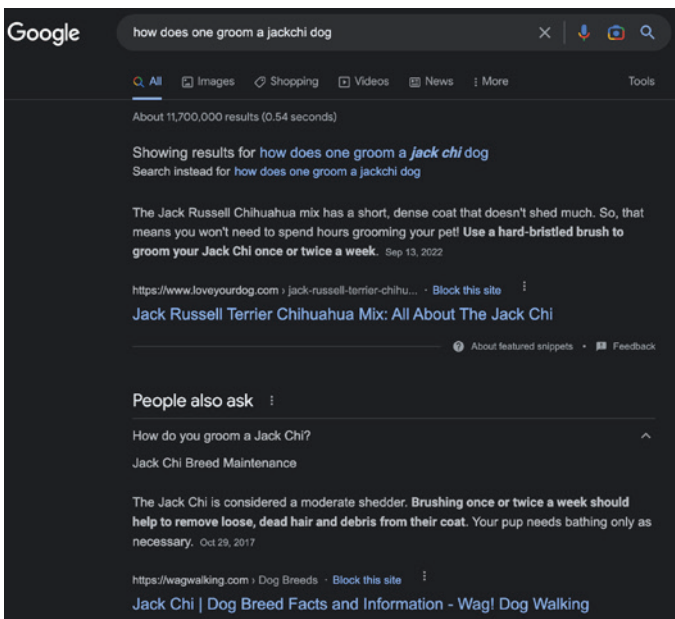 Google
how does one groom a jackchi dog
All Images Shopping Videos News More Tools
About 11,700,000 results (0.54 seconds)
Showing results for how does one groom a jack chi dog
Search instead for how does one groom a jackchi dog
The Jack Russell Chihuahua mix has a short, dense coat that doesn't shed much. So, that
means you won't need to spend hours grooming your pet! Use a hard-bristled brush to
groom your Jack Chi once or twice a week. Sep 13, 2022
https://www.loveyourdog.com › jack-russell-terrier-chihu... · Block this site
Jack Russell Terrier Chihuahua Mix: All About The Jack Chi
About featured snippets • Feedback
People also ask
How do you groom a Jack Chi?
Jack Chi Breed Maintenance
The Jack Chi is considered a moderate shedder. Brushing once or twice a week should
help to remove loose, dead hair and debris from their coat. Your pup needs bathing only as
necessary. Oct 29, 2017
https://wagwalking.com › Dog Breeds · Block this site
Jack Chi | Dog Breed Facts and Information - Wag! Dog Walking